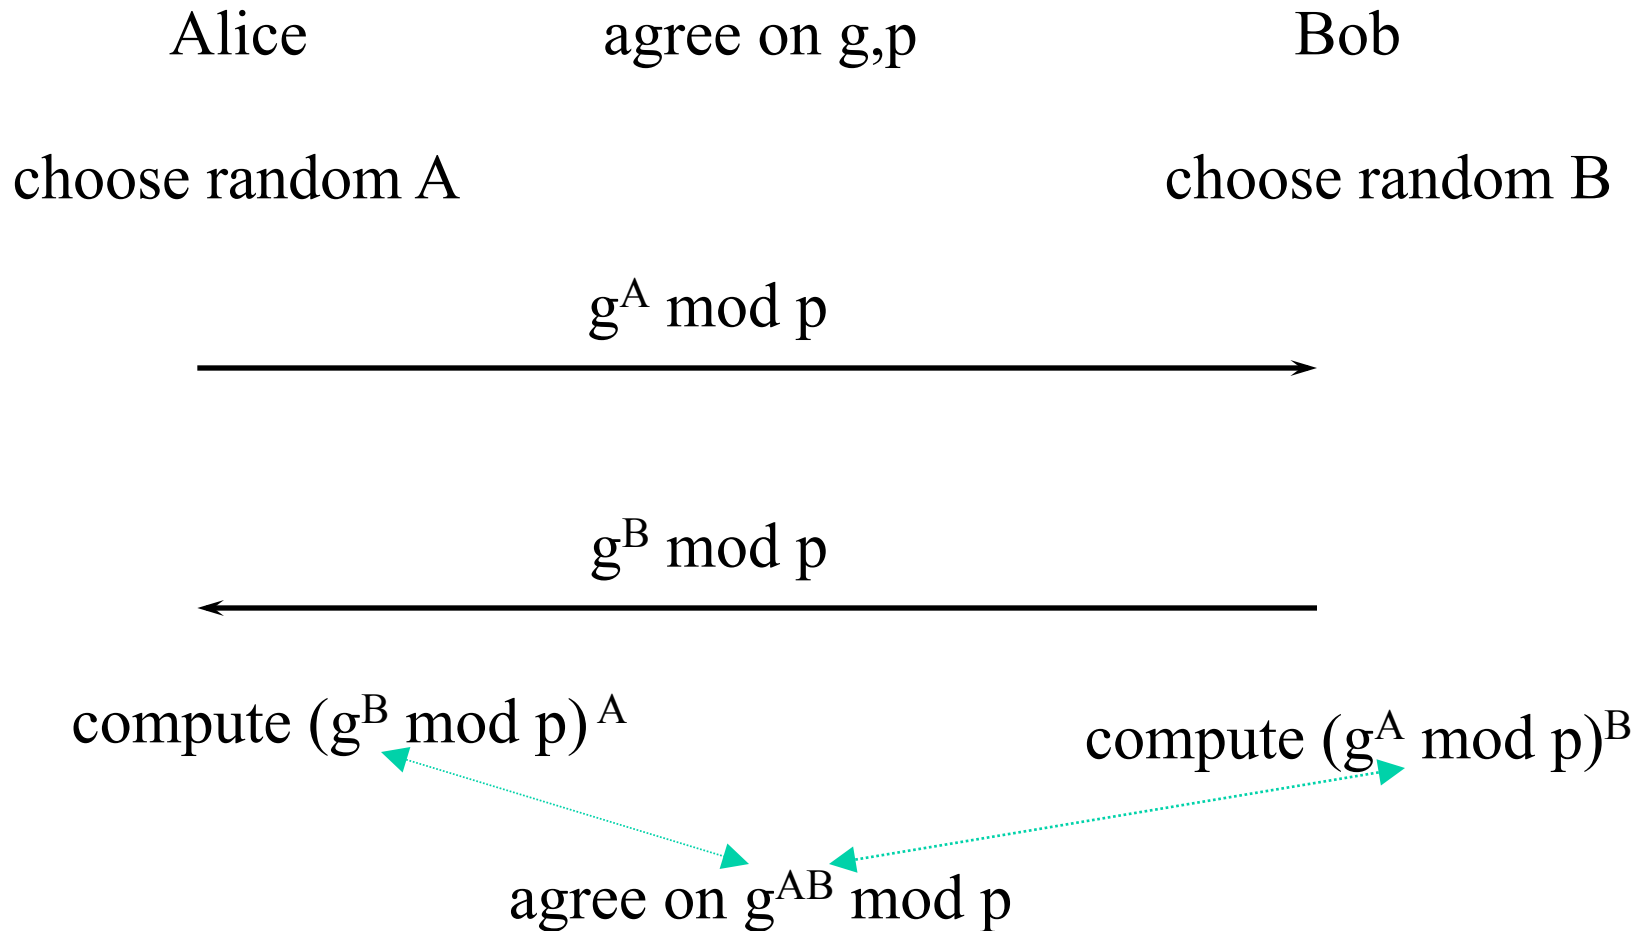 Alice agree on g,p Bob
choose random A choose random B
g^A mod p
g^B mod p
compute (g^B mod p)^A compute (g^A mod p)^B
agree on g^AB mod p